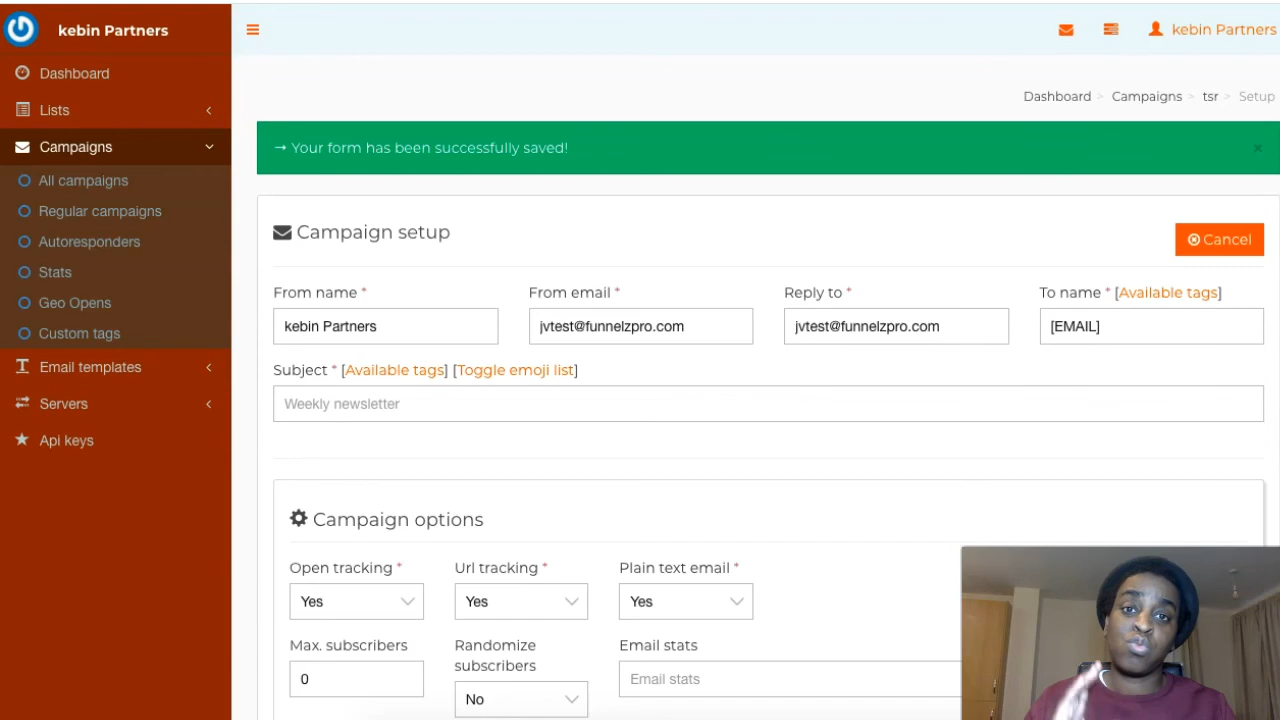 kebin Partners
kebin Partners
Dashboard
Lists
Campaigns
All campaigns
Regular campaigns
Autoresponders
Stats
Geo Opens
Custom tags
Email templates
Servers
Api keys
Dashboard > Campaigns > tsr > Setup
→ Your form has been successfully saved! ×
Campaign setup
Cancel
From name * From email * Reply to * To name * [Available tags]
kebin Partners jvtest@funnelzpro.com jvtest@funnelzpro.com [EMAIL]
Subject * [Available tags] [Toggle emoji list]
Weekly newsletter
Campaign options
Open tracking * Url tracking * Plain text email *
Yes Yes Yes
Max. subscribers Randomize subscribers Email stats
0 No Email stats